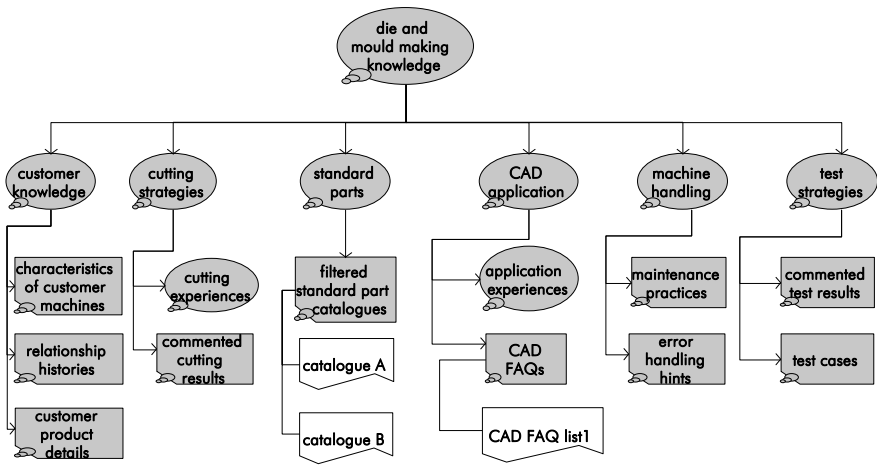 die and
mould making
knowledge
customer
knowledge
cutting
strategies
standard
parts
CAD
application
machine
handling
test
strategies
characteristics
of customer
machines
cutting
experiences
filtered
standard part
catalogues
application
experiences
maintenance
practices
commented
test results
relationship
histories
commented
cutting
results
catalogue A
CAD
FAQs
error
handling
hints
test cases
customer
product
details
catalogue B
CAD FAQ list1